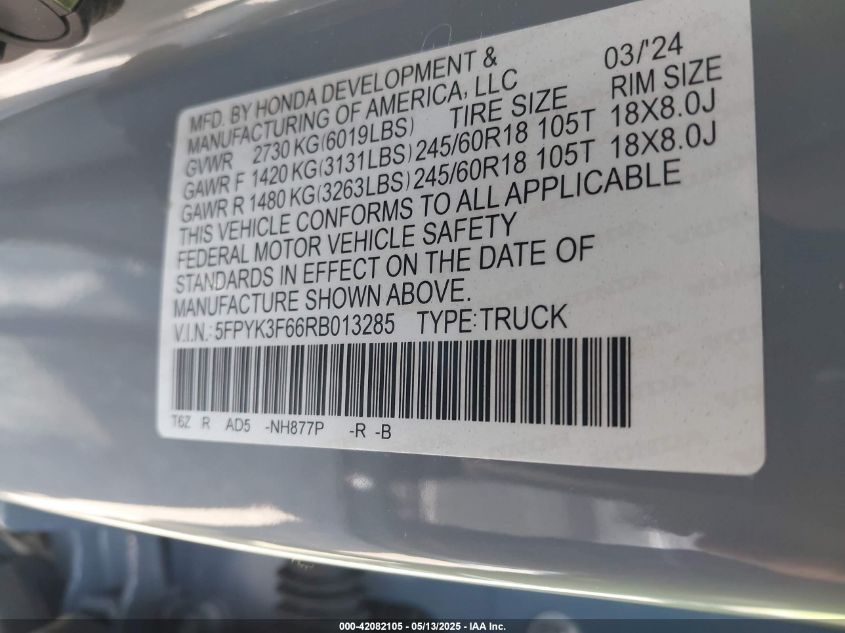 MFD. BY HONDA DEVELOPMENT & 03/'24
MANUFACTURING OF AMERICA, LLC
GVWR 2730 KG(6019LBS) TIRE SIZE RIM SIZE
GAWR F 1420 KG(3131LBS) 245/60R18 105T 18X8.0J
GAWR R 1480 KG(3263LBS) 245/60R18 105T 18X8.0J
THIS VEHICLE CONFORMS TO ALL APPLICABLE
FEDERAL MOTOR VEHICLE SAFETY
STANDARDS IN EFFECT ON THE DATE OF
MANUFACTURE SHOWN ABOVE.
V.I.N.: 5FPYK3F66RB013285 TYPE: TRUCK
T6Z R AD5 -NH877P -R -B
000-42082105 - 05/13/2025 - IAA Inc.